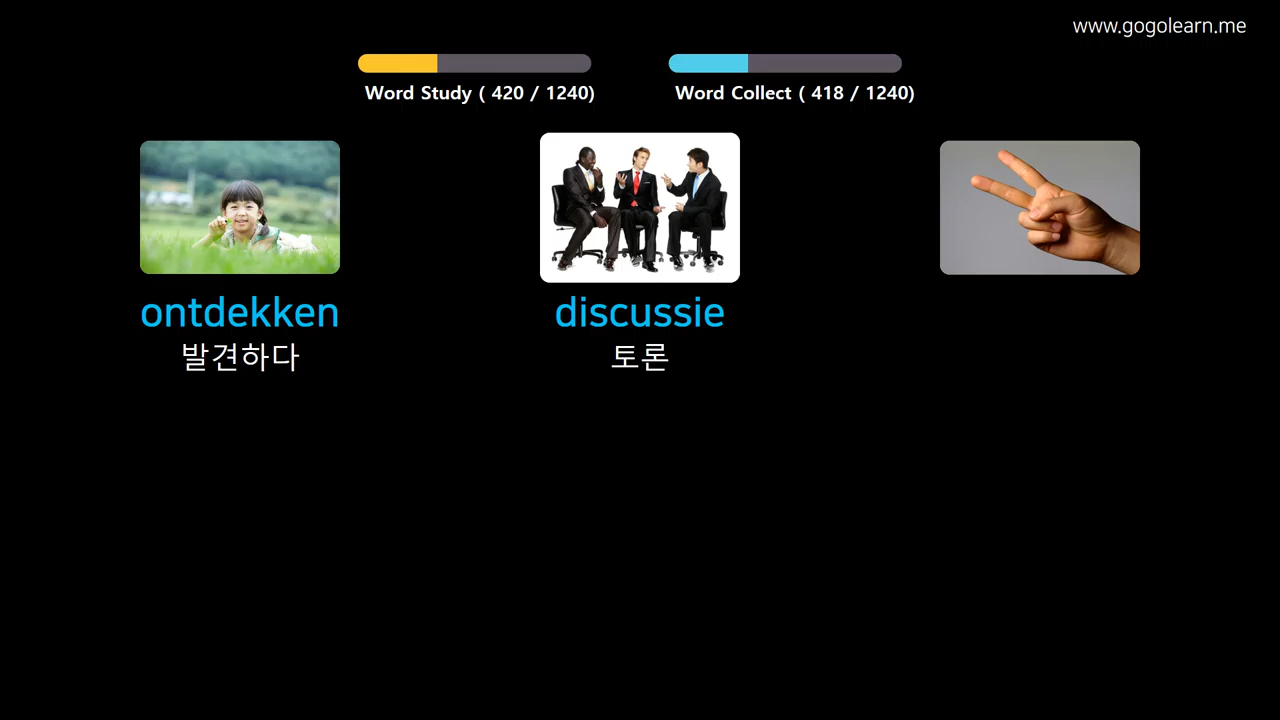 www.gogolearn.me
Word Study ( 420 / 1240)
Word Collect ( 418 / 1240)
ontdekken
발견하다
discussie
토론